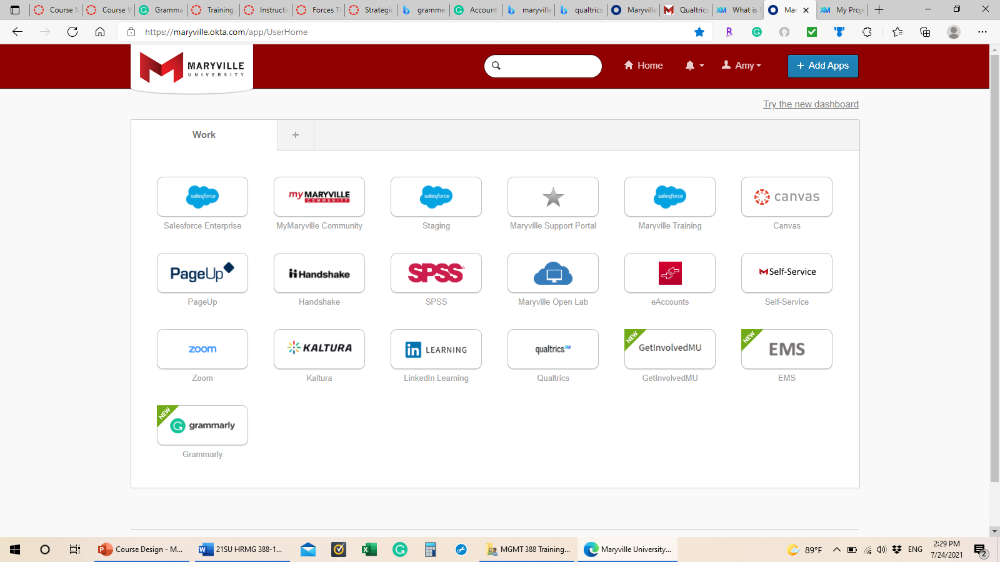 Course M
Course W
Gramma
Training
Instructio
Forces Th
Strategic
grammer
Account
maryville
qualtrics
Maryville
Qualtrics
What is
Mar
My Proje
https://maryville.okta.com/app/UserHome
MARYVILLE
UNIVERSITY
Home
Amy
+ Add Apps
Try the new dashboard
Work
+
salesforce
my MARYVILLE
COMMUNITY
salesforce
salesforce
canvas
Salesforce Enterprise
MyMaryville Community
Staging
Maryville Support Portal
Maryville Training
Canvas
PageUp
Handshake
SPSS
Self-Service
PageUp
Handshake
SPSS
Maryville Open Lab
eAccounts
Self-Service
zoom
KALTURA
in LEARNING
qualtrics.XM
NEW
GetInvolvedMU
NEW
EMS
Zoom
Kaltura
LinkedIn Learning
Qualtrics
GetInvolvedMU
EMS
NEW
grammarly
Grammarly
Course Design - M...
21SU HRMG 388-1...
MGMT 388 Training...
Maryville University...
89°F
ENG
2:29 PM
7/24/2021
2